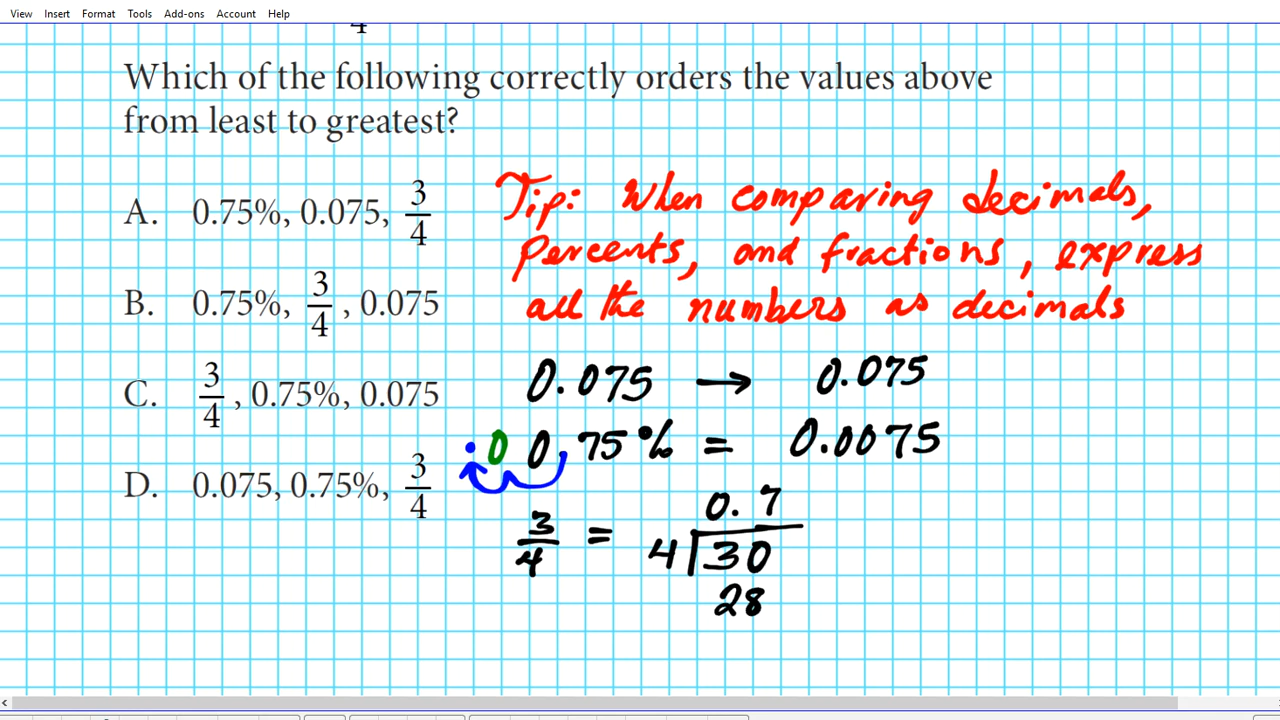 View Insert Format Tools Add-ons Account Help
4
Which of the following correctly orders the values above
from least to greatest?
A. 0.75%, 0.075, 3/4
B. 0.75%, 3/4, 0.075
C. 3/4, 0.75%, 0.075
D. 0.075, 0.75%, 3/4
Tip: When comparing decimals,
percents, and fractions, express
all the numbers as decimals
0.075 → 0.075
.0 0.75% = 0.0075
0.7
3/4 = 4 30
28